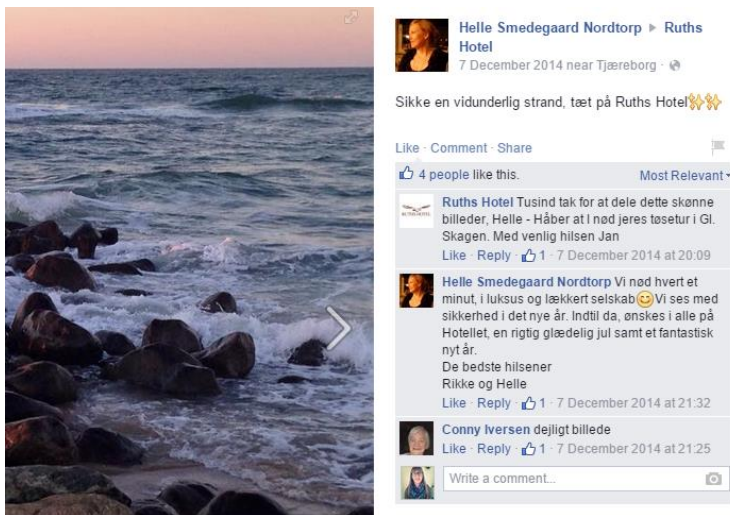 Helle Smedegaard Nordtorp ▸ Ruths
Hotel
7 December 2014 near Tjæreborg ·
Sikke en vidunderlig strand, tæt på Ruths Hotel✨✨
Like · Comment · Share
4 people like this.
Most Relevant
RUTHS HOTEL
Ruths Hotel Tusind tak for at dele dette skønne
billeder, Helle - Håber at I nød jeres tøsetur i Gl.
Skagen. Med venlig hilsen Jan
Like · Reply · 1 · 7 December 2014 at 20:09
Helle Smedegaard Nordtorp Vi nød hvert et
minut, i luksus og lækkert selskab😊Vi ses med
sikkerhed i det nye år. Indtil da, ønskes i alle på
Hotellet, en rigtig glædelig jul samt et fantastisk
nyt år.
De bedste hilsener
Rikke og Helle
Like · Reply · 1 · 7 December 2014 at 21:32
Conny Iversen dejligt billede
Like · Reply · 1 · 7 December 2014 at 21:25
Write a comment...